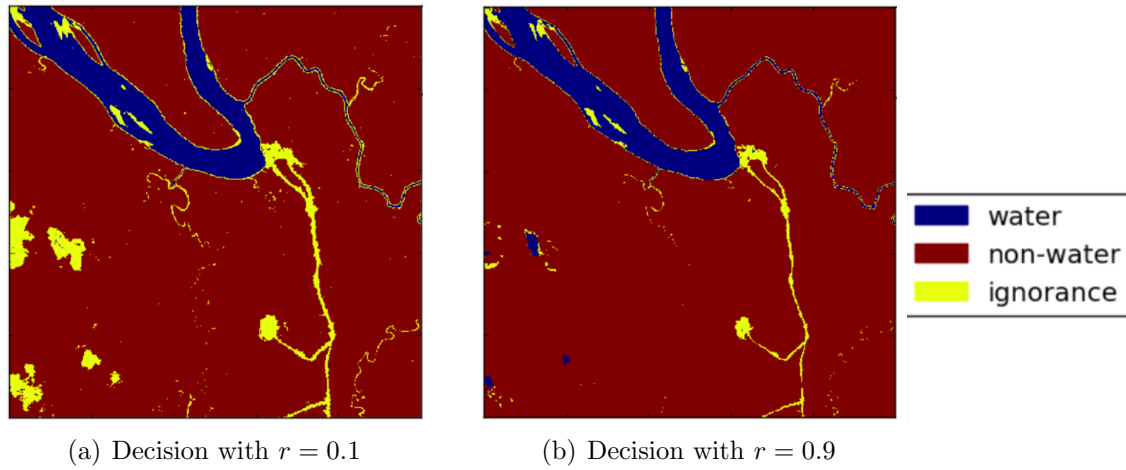 water
non-water
ignorance
(a) Decision with r = 0.1
(b) Decision with r = 0.9